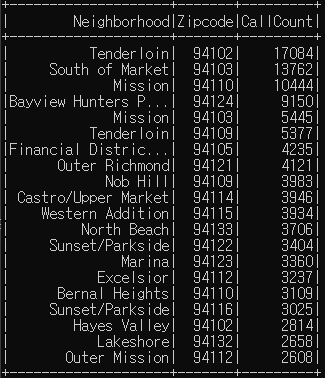 +--------------------+-------+---------+
|        Neighborhood|Zipcode|CallCount|
+--------------------+-------+---------+
|          Tenderloin|  94102|    17084|
|     South of Market|  94103|    13762|
|             Mission|  94110|    10444|
|Bayview Hunters P...|  94124|     9150|
|             Mission|  94103|     5445|
|          Tenderloin|  94109|     5377|
|Financial Distric...|  94105|     4235|
|      Outer Richmond|  94121|     4121|
|            Nob Hill|  94109|     3983|
| Castro/Upper Market|  94114|     3946|
|    Western Addition|  94115|     3934|
|         North Beach|  94133|     3706|
|     Sunset/Parkside|  94122|     3404|
|              Marina|  94123|     3360|
|           Excelsior|  94112|     3237|
|      Bernal Heights|  94110|     3109|
|     Sunset/Parkside|  94116|     3025|
|        Hayes Valley|  94102|     2814|
|           Lakeshore|  94132|     2658|
|       Outer Mission|  94112|     2608|
+--------------------+-------+---------+